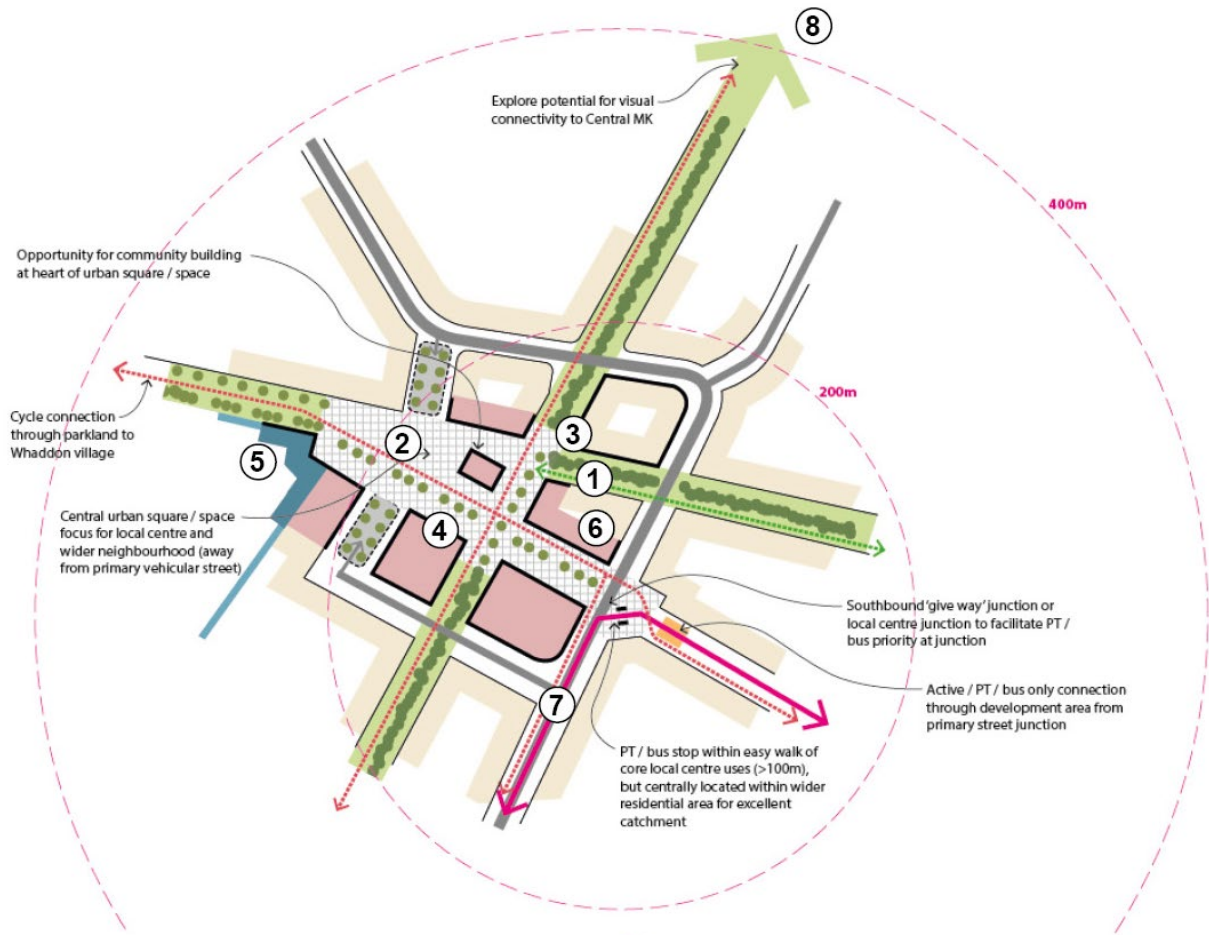 8
Explore potential for visual
connectivity to Central MK
400m
Opportunity for community building
at heart of urban square / space
200m
Cycle connection
through parkland to
Whaddon village
2
3
5
1
Central urban square / space
focus for local centre and
wider neighbourhood (away
from primary vehicular street)
4
6
Southbound 'give way' junction or
local centre junction to facilitate PT /
bus priority at junction
Active / PT / bus only connection
through development area from
primary street junction
7
PT / bus stop within easy walk of
core local centre uses (>100m),
but centrally located within wider
residential area for excellent
catchment